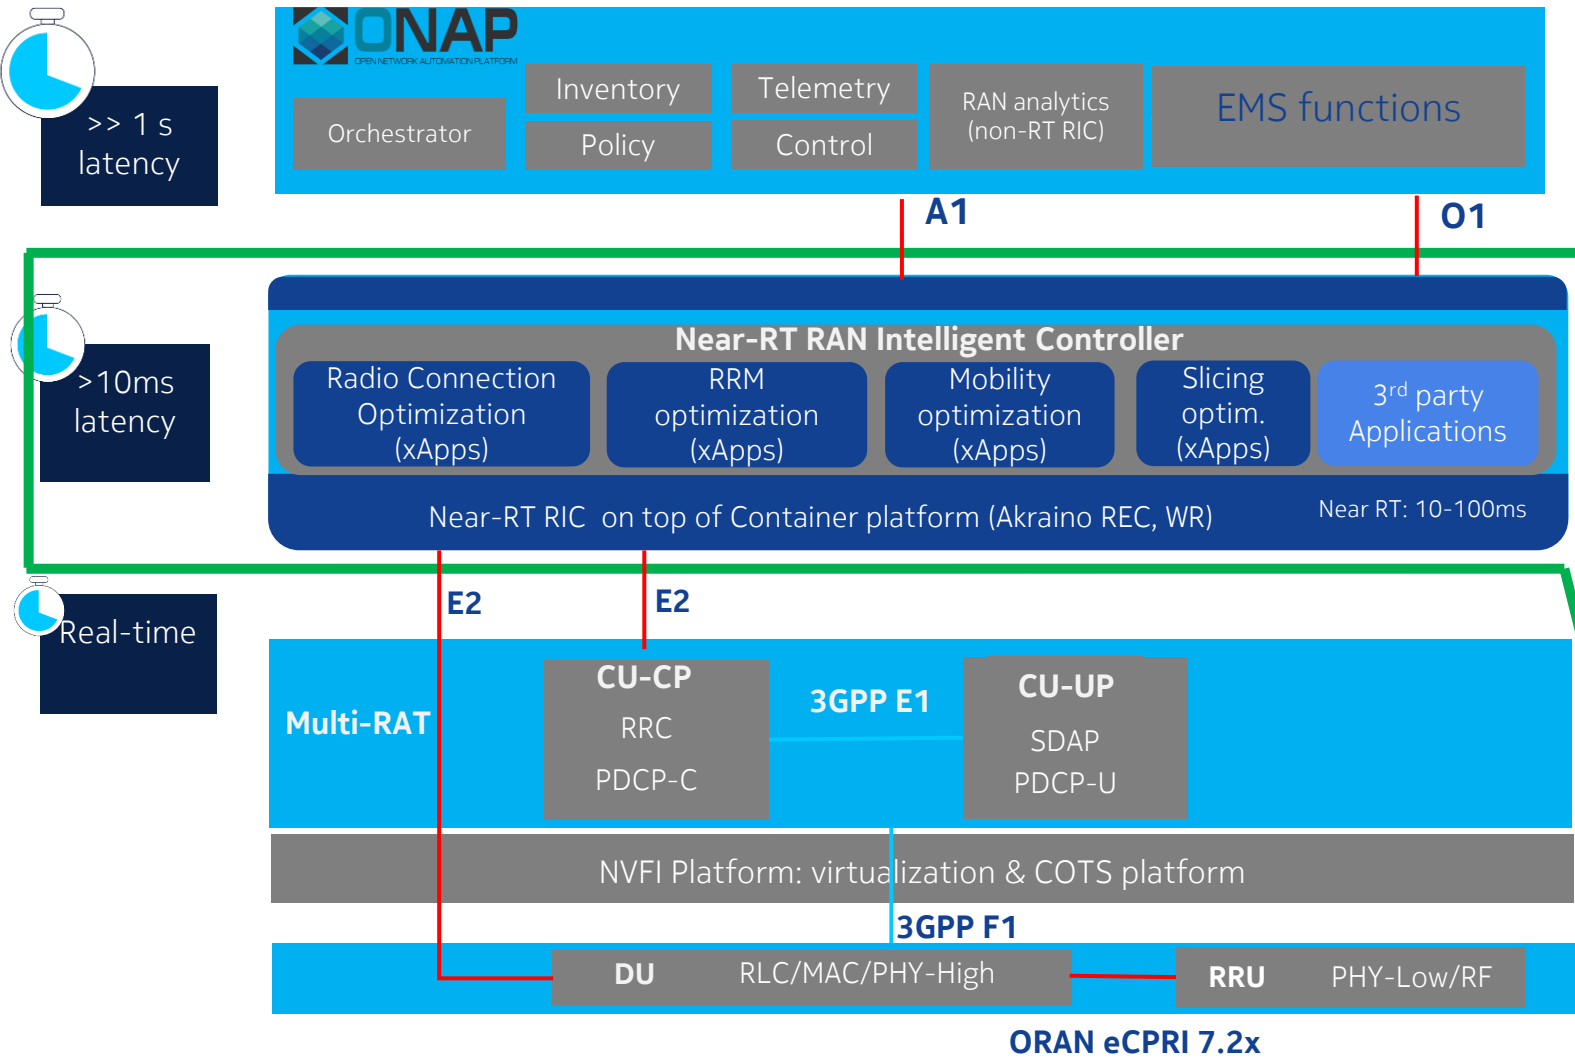 ONAP
OPEN NETWORK AUTOMATION PLATFORM
>> 1 s
latency
Orchestrator
Inventory
Policy
Telemetry
Control
RAN analytics
(non-RT RIC)
EMS functions
A1
O1
>10ms
latency
Near-RT RAN Intelligent Controller
Radio Connection
Optimization
(xApps)
RRM
optimization
(xApps)
Mobility
optimization
(xApps)
Slicing
optim.
(xApps)
3rd party
Applications
Near-RT RIC on top of Container platform (Akraino REC, WR)
Near RT: 10-100ms
E2
E2
Real-time
Multi-RAT
CU-CP
RRC
PDCP-C
3GPP E1
CU-UP
SDAP
PDCP-U
NVFI Platform: virtualization & COTS platform
3GPP F1
DU RLC/MAC/PHY-High
RRU PHY-Low/RF
ORAN eCPRI 7.2x